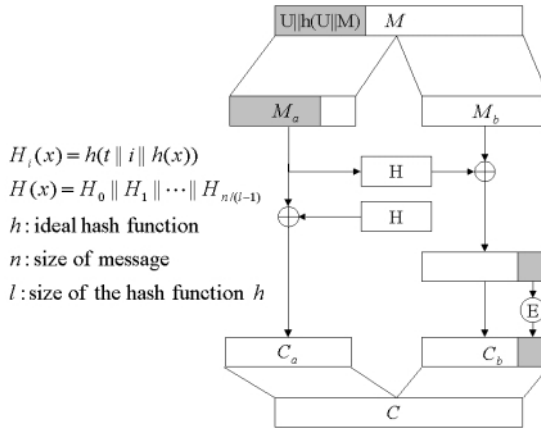 U||h(U||M) M
M_a M_b
H_i(x) = h(t || i || h(x))
H(x) = H_0 || H_1 || ⋯ || H_{n/(l-1)}
h : ideal hash function
n : size of message
l : size of the hash function h
H
H
E
C_a C_b
C